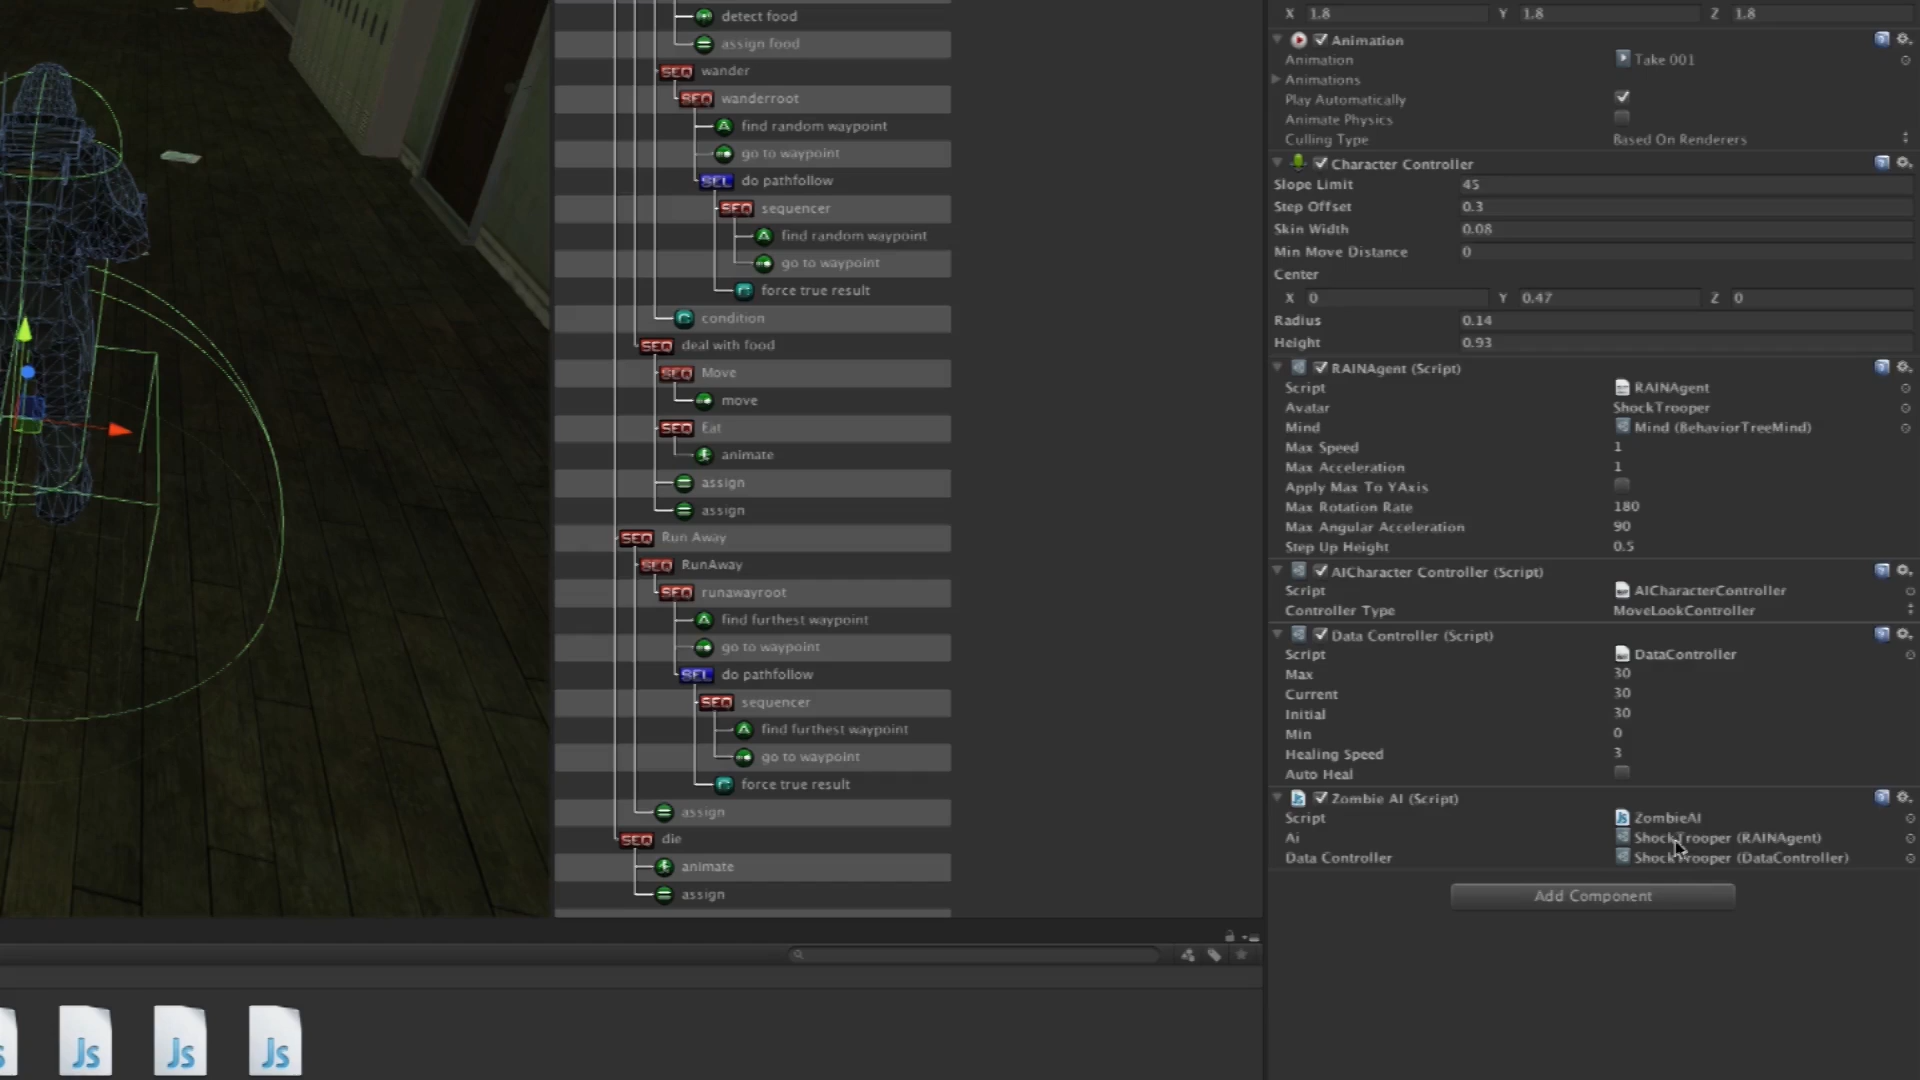 detect food
assign food
SEQ wander
SEQ wanderroot
find random waypoint
go to waypoint
SEL do pathfollow
SEQ sequencer
find random waypoint
go to waypoint
force true result
condition
SEQ deal with food
SEQ Move
move
SEQ Eat
animate
assign
assign
SEQ Run Away
SEQ RunAway
SEQ runawayroot
find furthest waypoint
go to waypoint
SEL do pathfollow
SEQ sequencer
find furthest waypoint
go to waypoint
force true result
assign
SEQ die
animate
assign
X 1.8 Y 1.8 Z 1.8
Animation
Animation Take 001
Animations
Play Automatically
Animate Physics
Culling Type Based On Renderers
Character Controller
Slope Limit 45
Step Offset 0.3
Skin Width 0.08
Min Move Distance 0
Center
X 0 Y 0.47 Z 0
Radius 0.14
Height 0.93
RAINAgent (Script)
Script RAINAgent
Avatar ShockTrooper
Mind Mind (BehaviorTreeMind)
Max Speed 1
Max Acceleration 1
Apply Max To YAxis
Max Rotation Rate 180
Max Angular Acceleration 90
Step Up Height 0.5
AICharacter Controller (Script)
Script AICharacterController
Controller Type MoveLookController
Data Controller (Script)
Script DataController
Max 30
Current 30
Initial 30
Min 0
Healing Speed 3
Auto Heal
Zombie AI (Script)
Script ZombieAI
Ai ShockTrooper (RAINAgent)
Data Controller ShockTrooper (DataController)
Add Component
Js Js Js